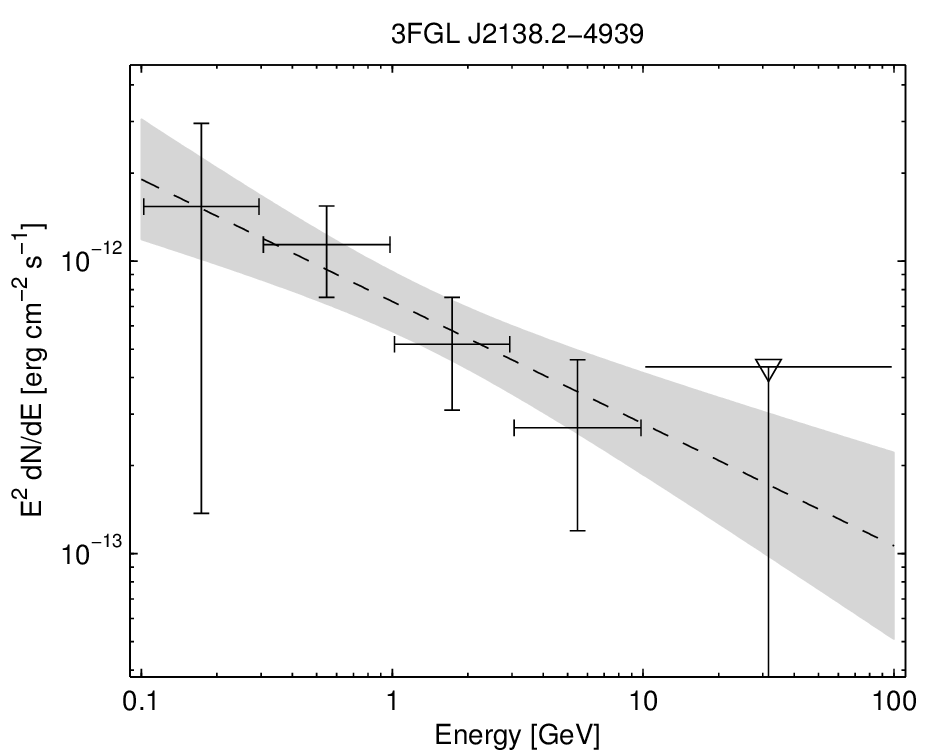 3FGL J2138.2−4939
E² dN/dE [erg cm⁻² s⁻¹]
10⁻¹²
10⁻¹³
0.1 1 10 100
Energy [GeV]